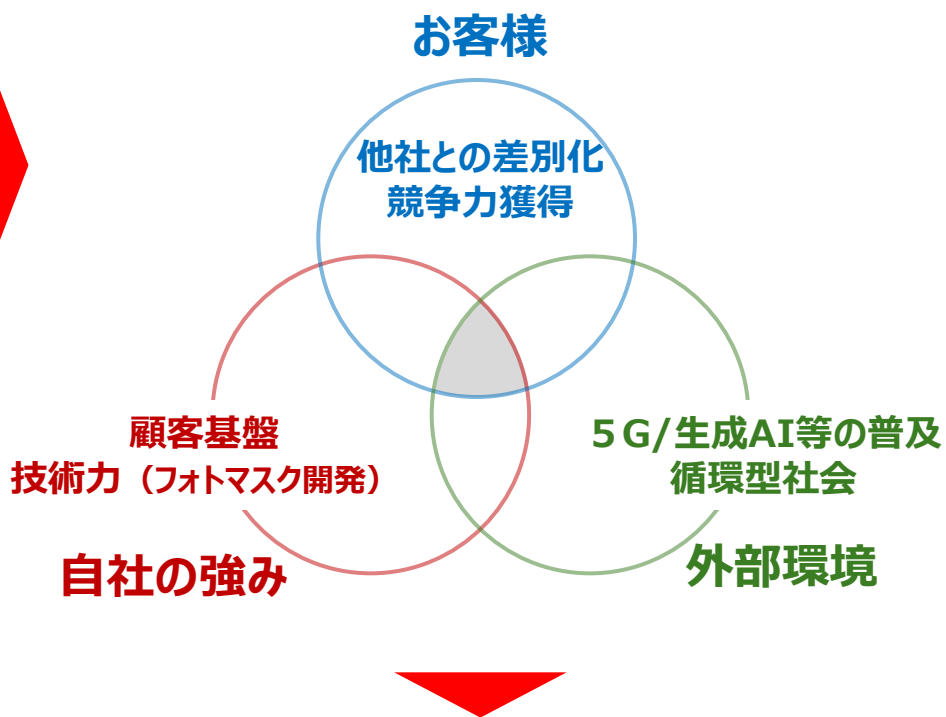 お客様
他社との差別化
競争力獲得
顧客基盤
技術力（フォトマスク開発）
自社の強み
５G/生成AI等の普及
循環型社会
外部環境